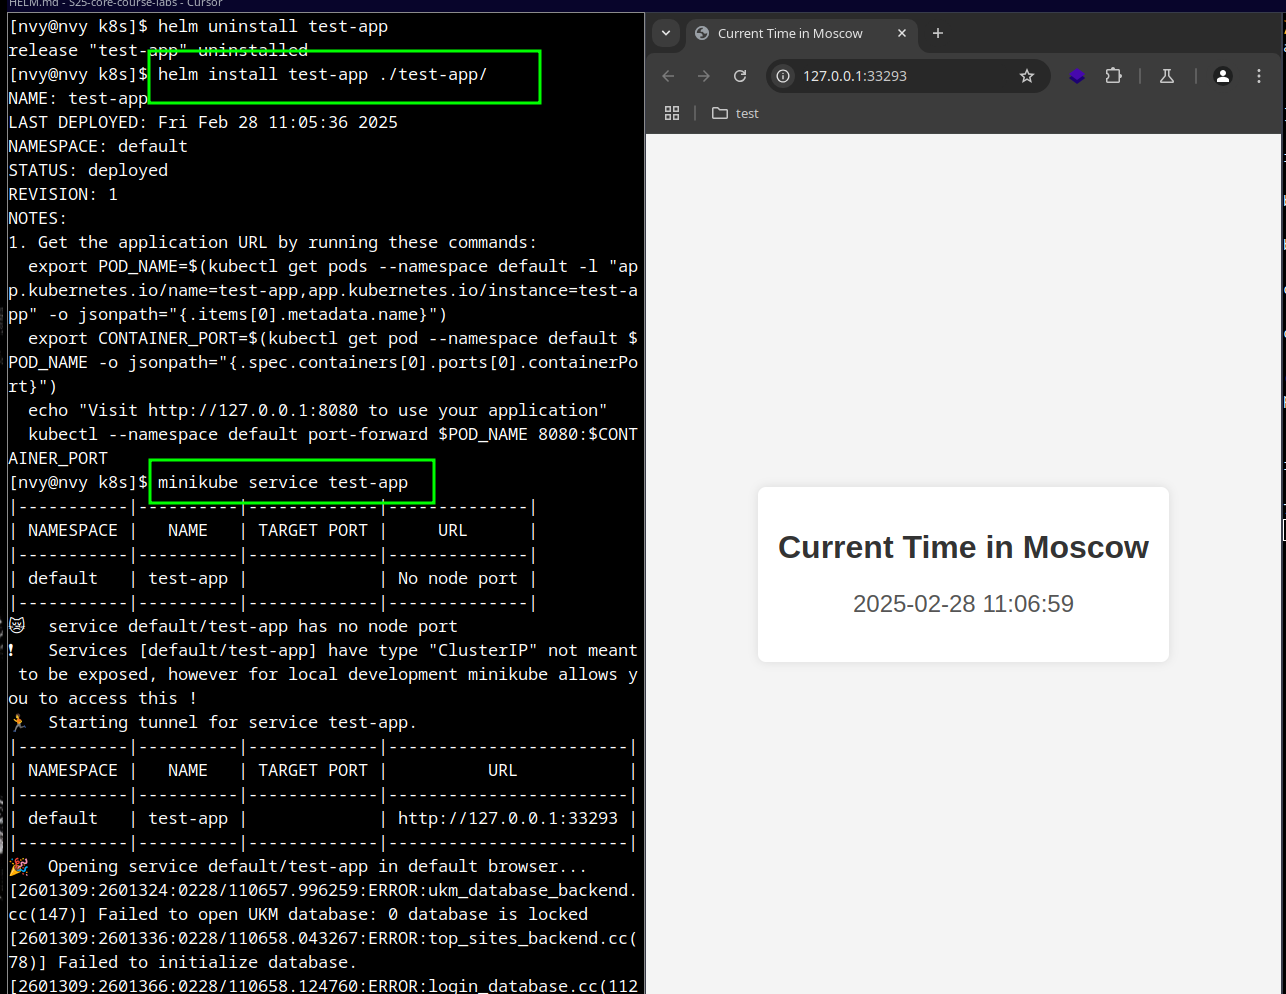 HELM.md - S25-core-course-labs - Cursor
[nvy@nvy k8s]$ helm uninstall test-app
release "test-app" uninstalled
[nvy@nvy k8s]$ helm install test-app ./test-app/
NAME: test-app
LAST DEPLOYED: Fri Feb 28 11:05:36 2025
NAMESPACE: default
STATUS: deployed
REVISION: 1
NOTES:
1. Get the application URL by running these commands:
  export POD_NAME=$(kubectl get pods --namespace default -l "ap
p.kubernetes.io/name=test-app,app.kubernetes.io/instance=test-a
pp" -o jsonpath="{.items[0].metadata.name}")
  export CONTAINER_PORT=$(kubectl get pod --namespace default $
POD_NAME -o jsonpath="{.spec.containers[0].ports[0].containerPo
rt}")
  echo "Visit http://127.0.0.1:8080 to use your application"
  kubectl --namespace default port-forward $POD_NAME 8080:$CONT
AINER_PORT
[nvy@nvy k8s]$ minikube service test-app
|-----------|----------|-------------|--------------|
| NAMESPACE |   NAME   | TARGET PORT |     URL      |
|-----------|----------|-------------|--------------|
| default   | test-app |             | No node port |
|-----------|----------|-------------|--------------|
😿  service default/test-app has no node port
❗  Services [default/test-app] have type "ClusterIP" not meant
 to be exposed, however for local development minikube allows y
ou to access this !
🏃  Starting tunnel for service test-app.
|-----------|----------|-------------|------------------------|
| NAMESPACE |   NAME   | TARGET PORT |          URL           |
|-----------|----------|-------------|------------------------|
| default   | test-app |             | http://127.0.0.1:33293 |
|-----------|----------|-------------|------------------------|
🎉  Opening service default/test-app in default browser...
[2601309:2601324:0228/110657.996259:ERROR:ukm_database_backend.
cc(147)] Failed to open UKM database: 0 database is locked
[2601309:2601336:0228/110658.043267:ERROR:top_sites_backend.cc(
78)] Failed to initialize database.
[2601309:2601366:0228/110658.124760:ERROR:login_database.cc(112
Current Time in Moscow
127.0.0.1:33293
test
Current Time in Moscow
2025-02-28 11:06:59